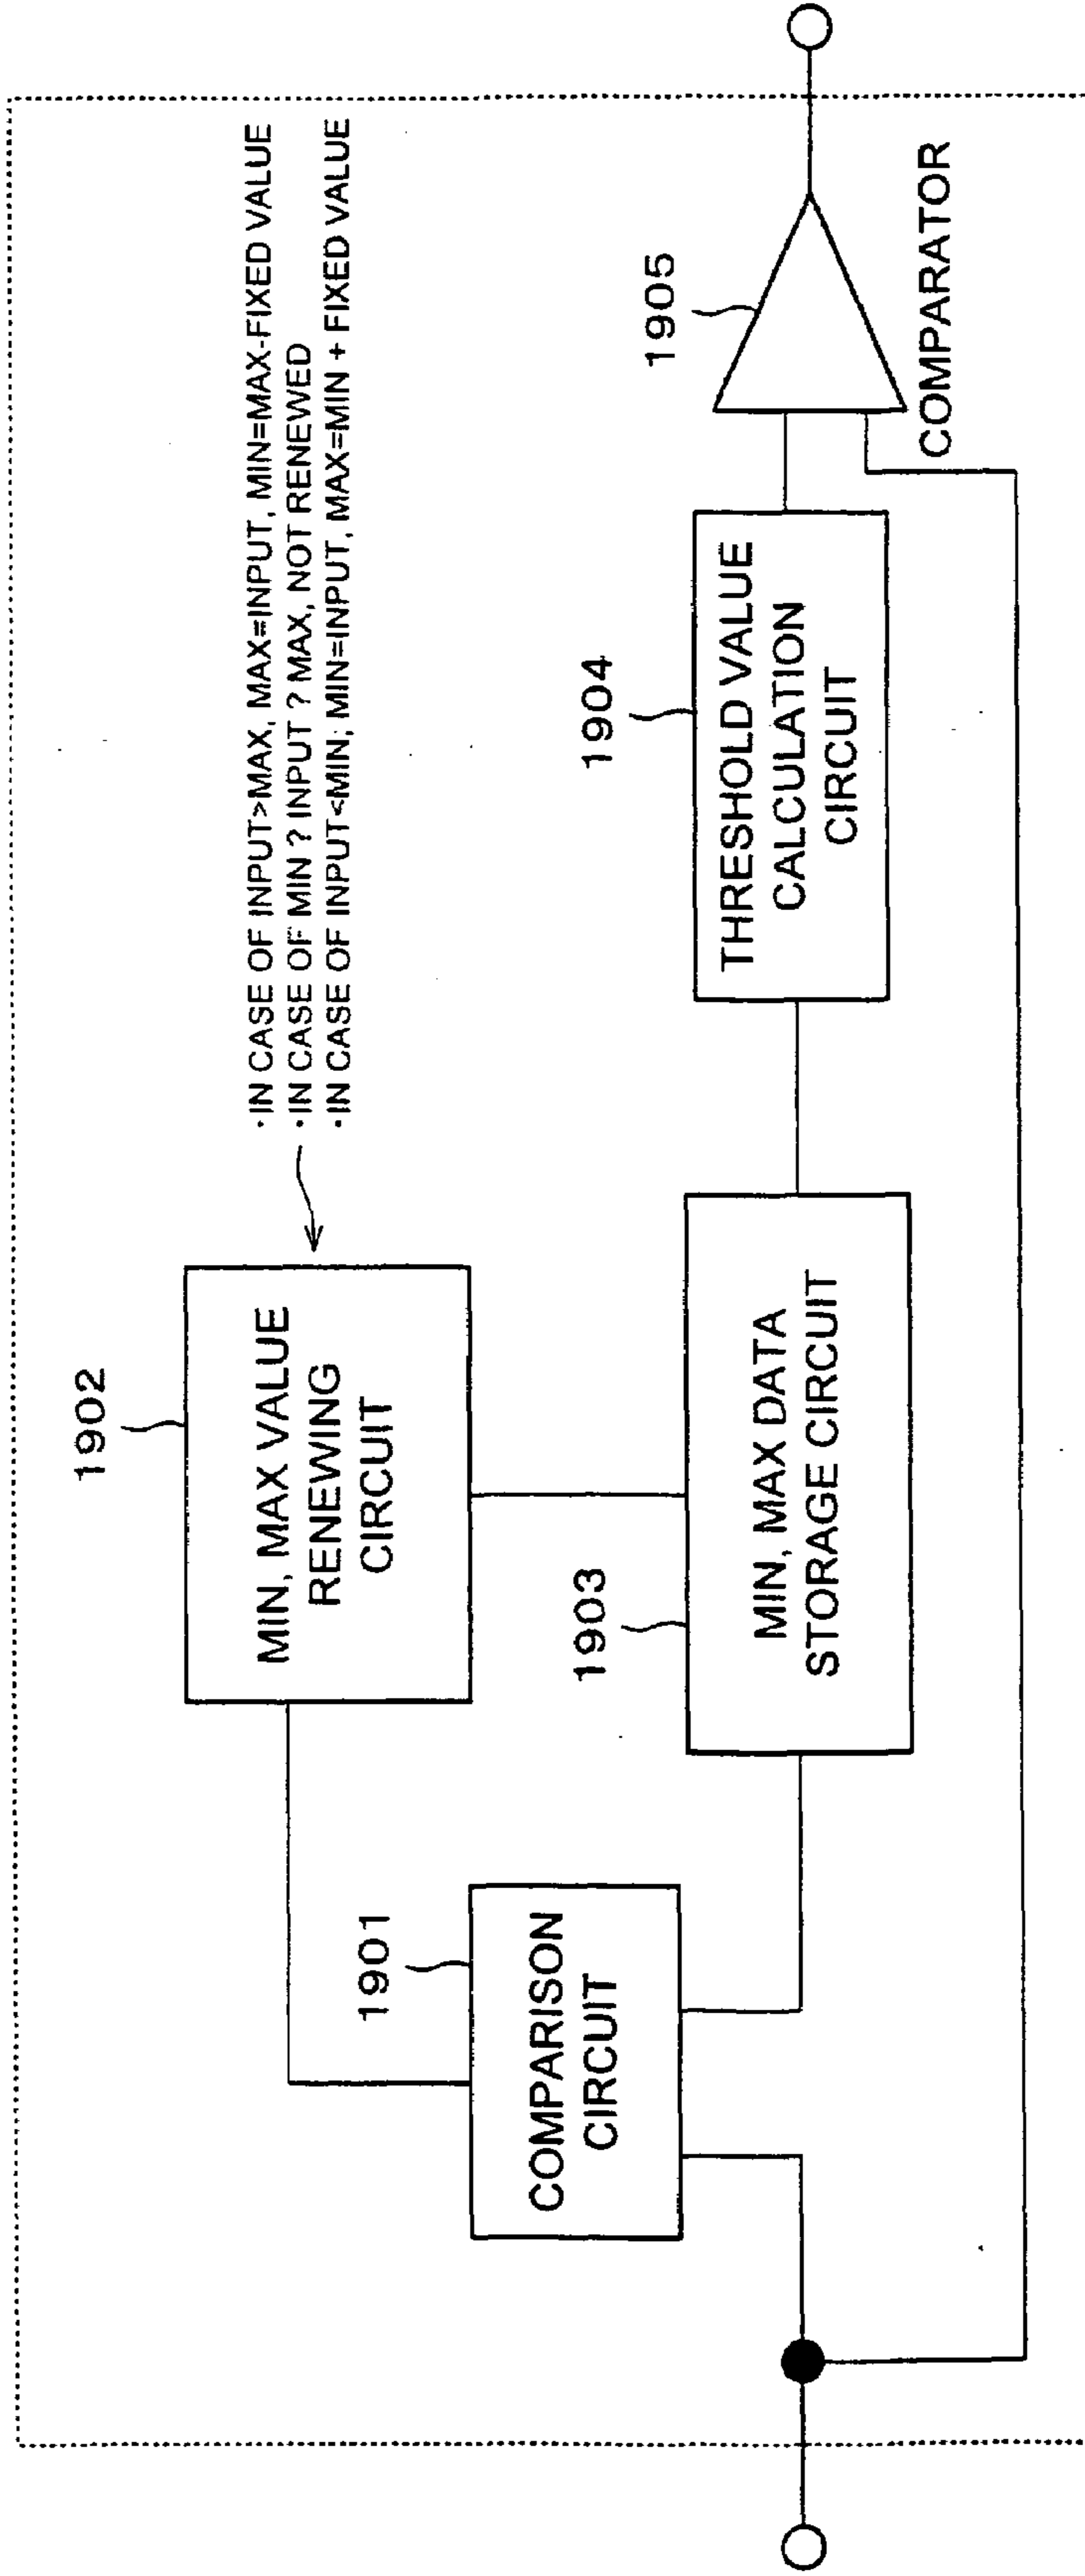 1902
MIN, MAX VALUE
RENEWING
CIRCUIT
·IN CASE OF INPUT>MAX, MAX=INPUT, MIN=MAX-FIXED VALUE
·IN CASE OF MIN ? INPUT ? MAX, NOT RENEWED
·IN CASE OF INPUT<MIN; MIN=INPUT, MAX=MIN + FIXED VALUE
1901
COMPARISON
CIRCUIT
1903
MIN, MAX DATA
STORAGE CIRCUIT
1904
THRESHOLD VALUE
CALCULATION
CIRCUIT
1905
COMPARATOR